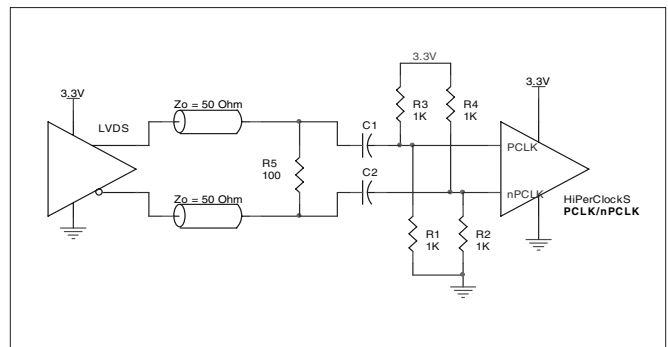 3.3V
LVDS
Zo = 50 Ohm
Zo = 50 Ohm
R5
100
C1
C2
3.3V
R3
1K
R4
1K
R1
1K
R2
1K
3.3V
PCLK
nPCLK
HiPerClockS
PCLK/nPCLK